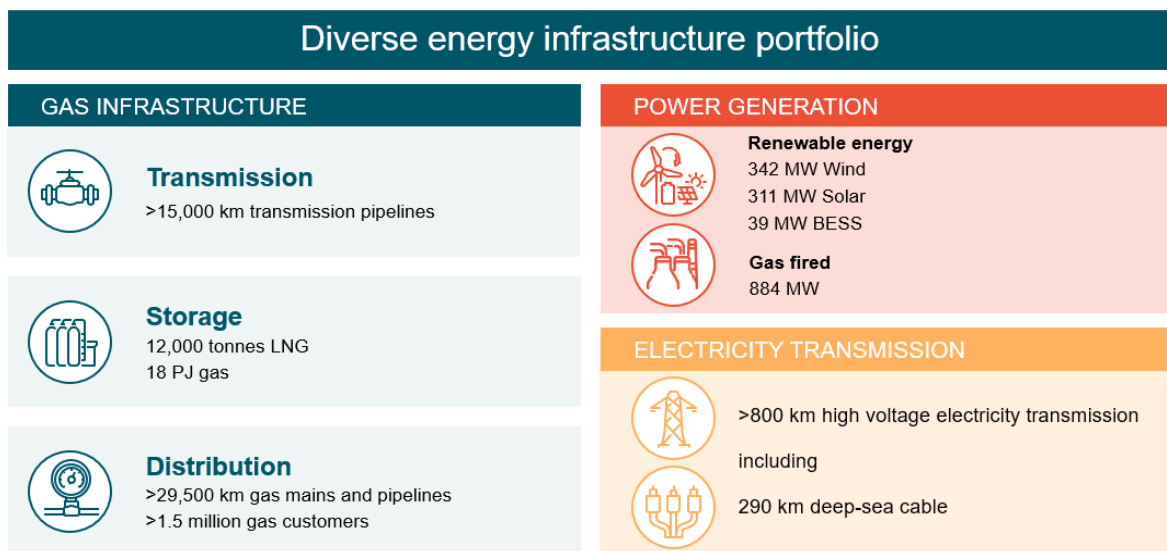 Diverse energy infrastructure portfolio
GAS INFRASTRUCTURE
Transmission
>15,000 km transmission pipelines
Storage
12,000 tonnes LNG
18 PJ gas
Distribution
>29,500 km gas mains and pipelines
>1.5 million gas customers
POWER GENERATION
Renewable energy
342 MW Wind
311 MW Solar
39 MW BESS
Gas fired
884 MW
ELECTRICITY TRANSMISSION
>800 km high voltage electricity transmission
including
290 km deep-sea cable